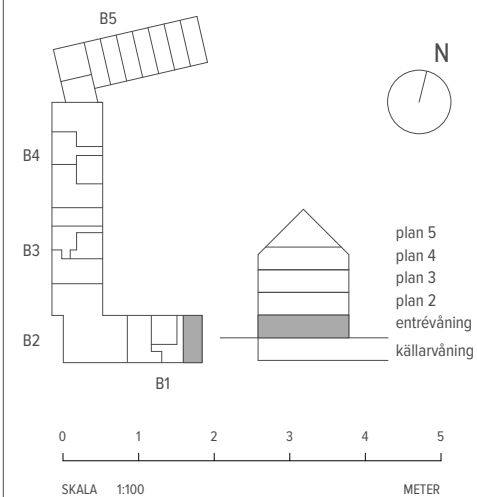 B5
N
B4
B3
B2
B1
plan 5
plan 4
plan 3
plan 2
entrévåning
källarvåning
0 1 2 3 4 5
SKALA 1:100 METER